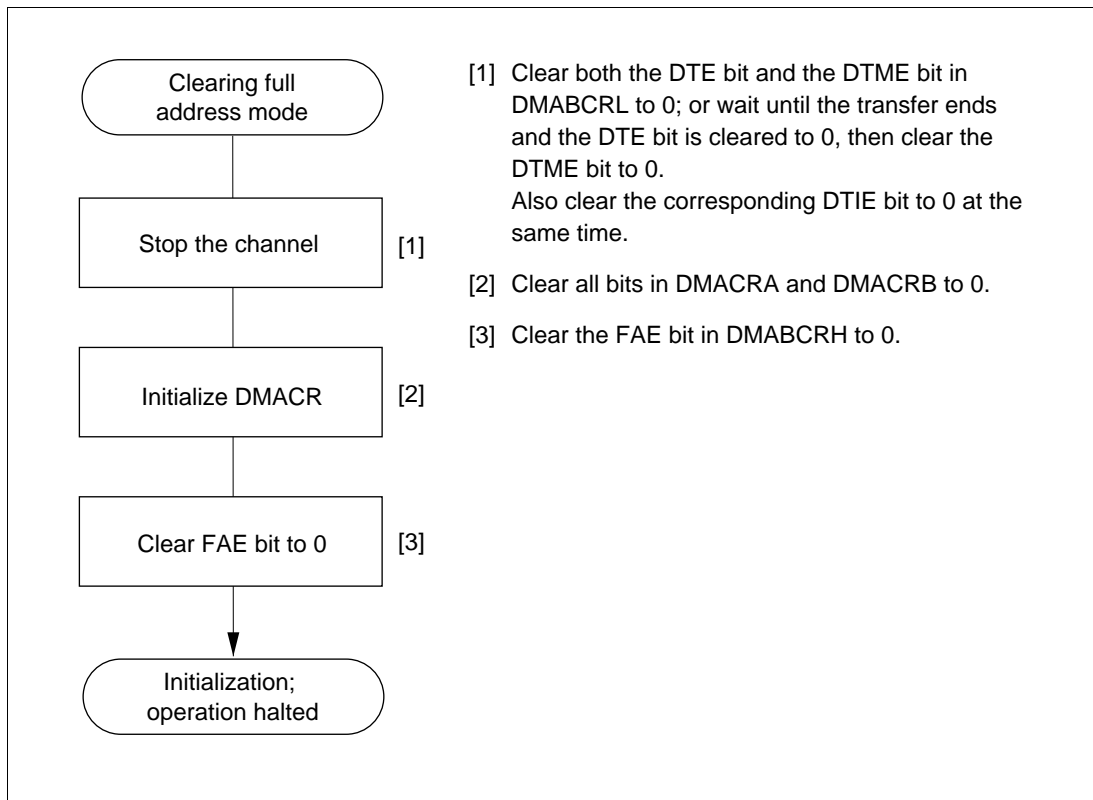 Clearing full
address mode
Stop the channel
[1]
Initialize DMACR
[2]
Clear FAE bit to 0
[3]
Initialization;
operation halted
[1] Clear both the DTE bit and the DTME bit in
DMABCRL to 0; or wait until the transfer ends
and the DTE bit is cleared to 0, then clear the
DTME bit to 0.
Also clear the corresponding DTIE bit to 0 at the
same time.
[2] Clear all bits in DMACRA and DMACRB to 0.
[3] Clear the FAE bit in DMABCRH to 0.